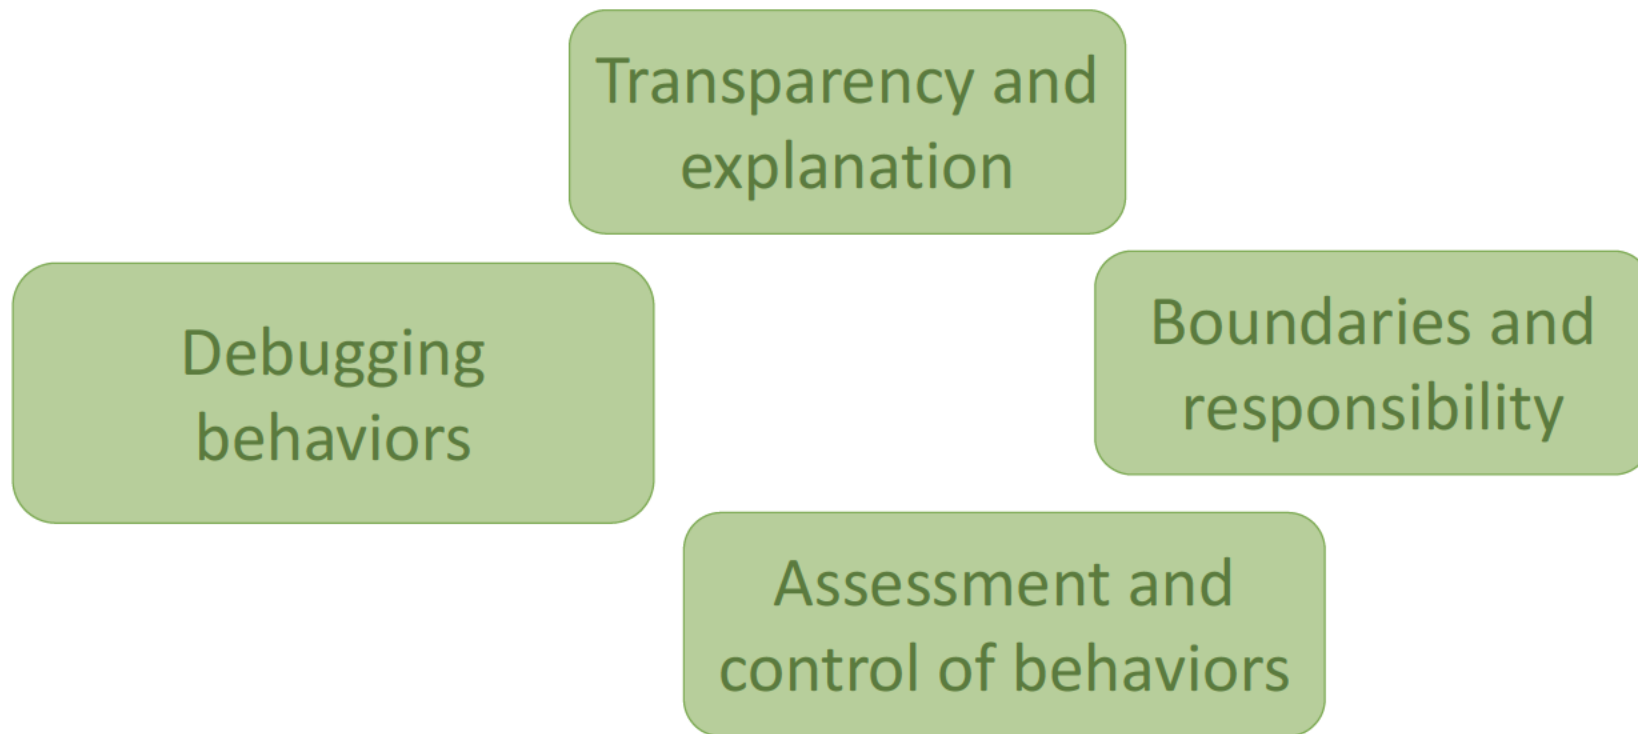 Transparency and
explanation
Debugging
behaviors
Boundaries and
responsibility
Assessment and
control of behaviors